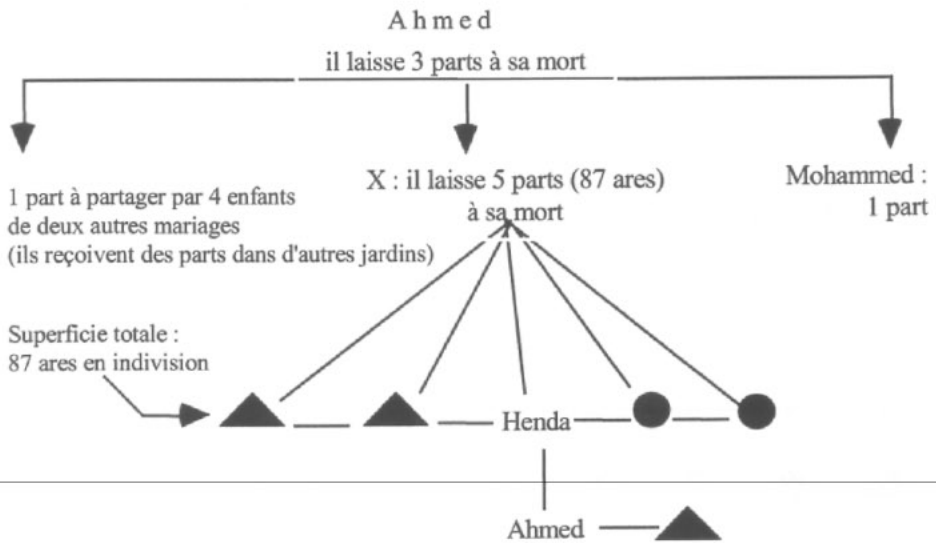 Ahmed
il laisse 3 parts à sa mort
1 part à partager par 4 enfants
de deux autres mariages
(ils reçoivent des parts dans d'autres jardins)
X : il laisse 5 parts (87 ares)
à sa mort
Mohammed :
1 part
Superficie totale :
87 ares en indivision
Henda
Ahmed